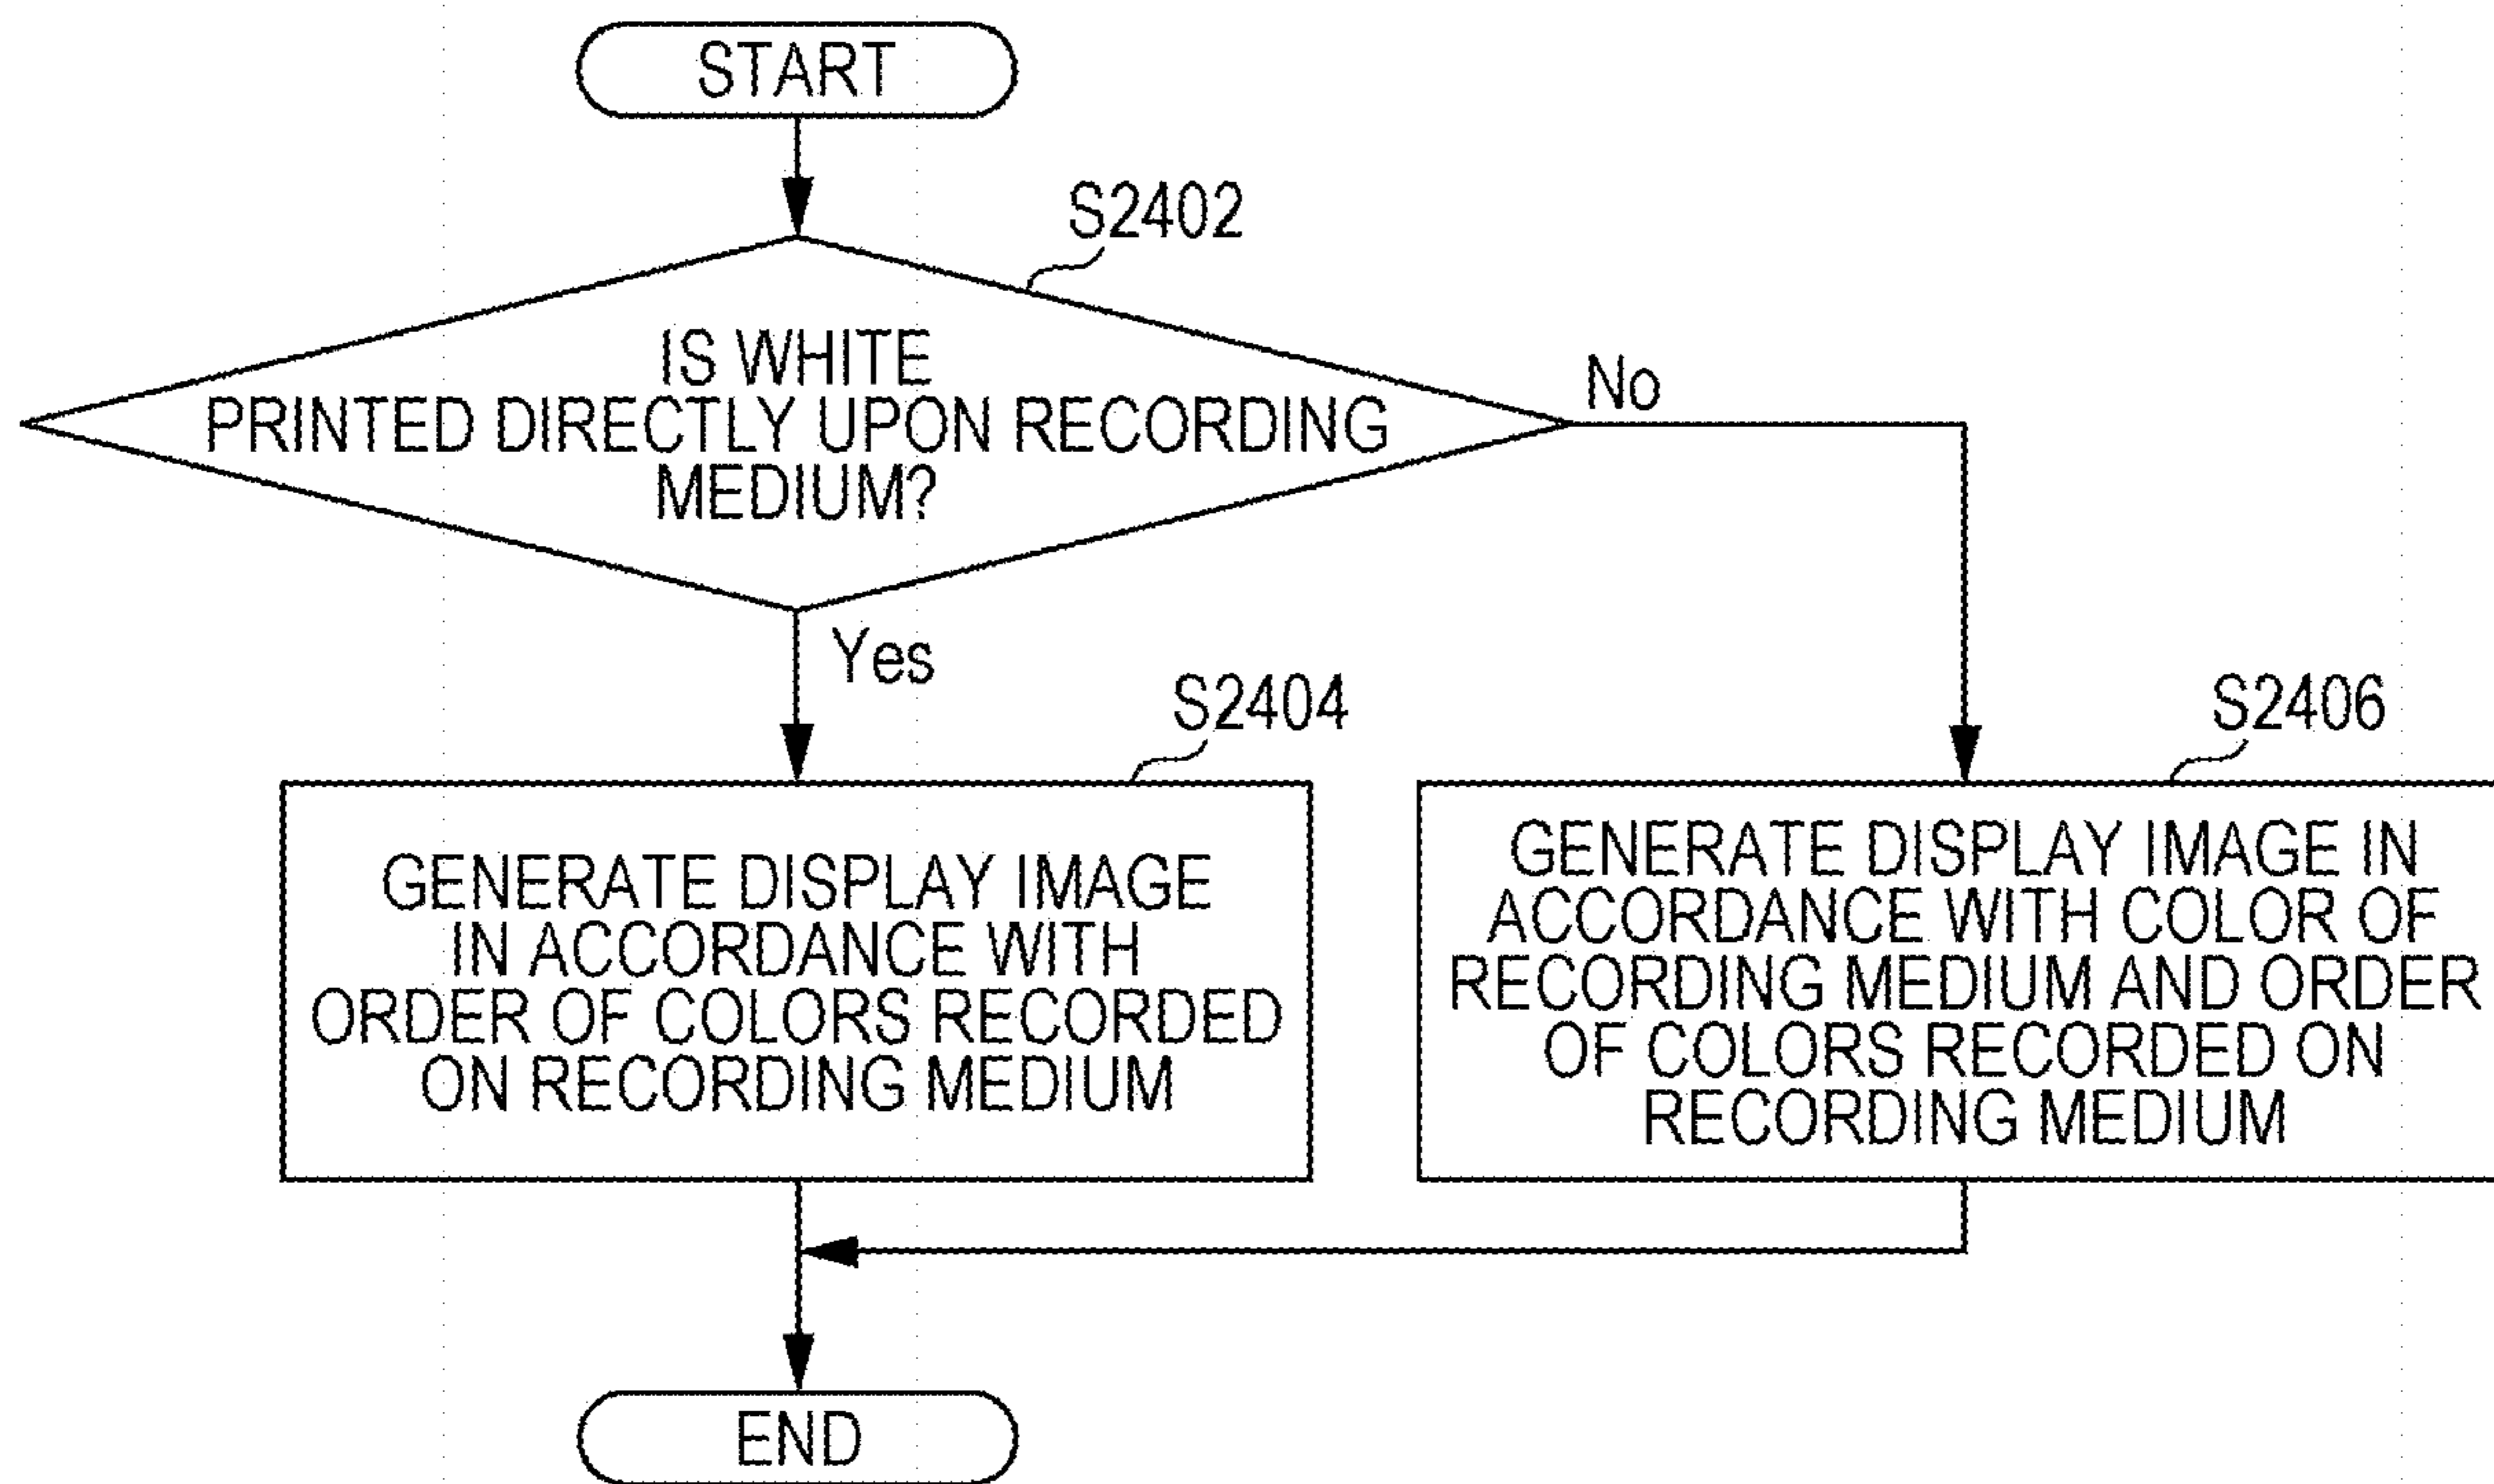 START
S2402
IS WHITE
PRINTED DIRECTLY UPON RECORDING
MEDIUM?
No
Yes
S2404
GENERATE DISPLAY IMAGE
IN ACCORDANCE WITH
ORDER OF COLORS RECORDED
ON RECORDING MEDIUM
S2406
GENERATE DISPLAY IMAGE IN
ACCORDANCE WITH COLOR OF
RECORDING MEDIUM AND ORDER
OF COLORS RECORDED ON
RECORDING MEDIUM
END